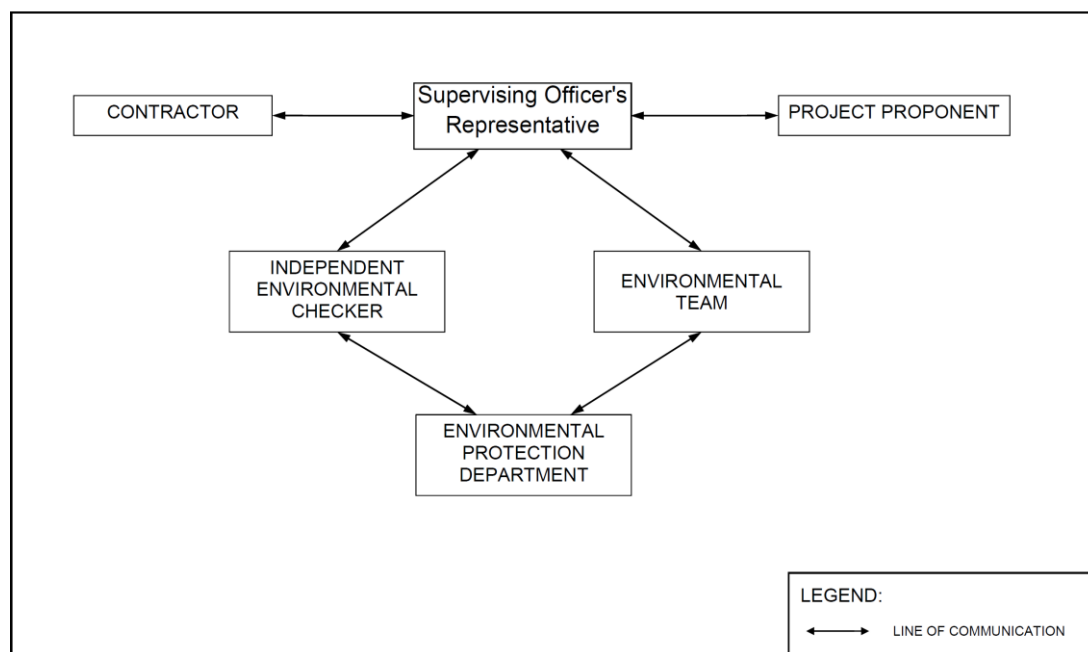 CONTRACTOR
Supervising Officer's
Representative
PROJECT PROPONENT
INDEPENDENT
ENVIRONMENTAL
CHECKER
ENVIRONMENTAL
TEAM
ENVIRONMENTAL
PROTECTION
DEPARTMENT
LEGEND:
LINE OF COMMUNICATION